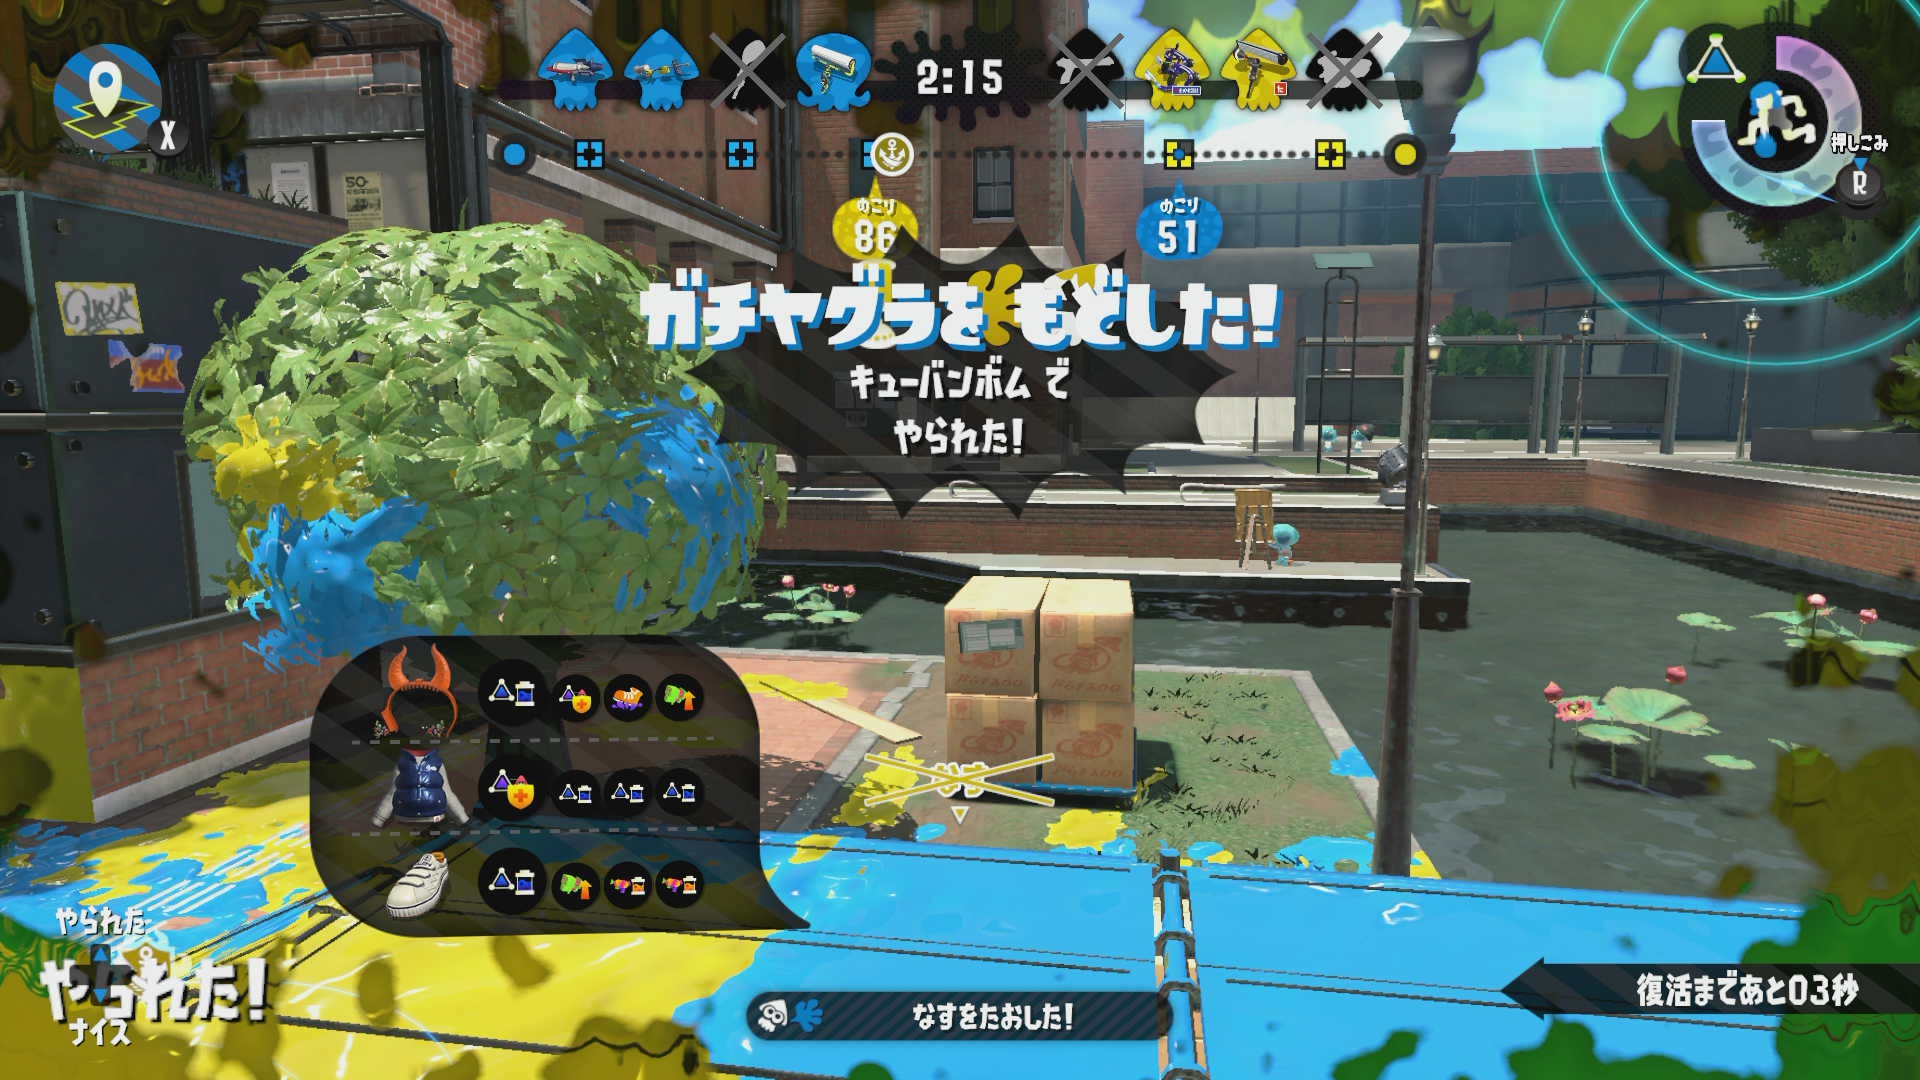 2:15
X
押しこみ
R
のこり
86
のこり
51
ガチヤグラをもどした!
キューバンボム で
やられた!
なす
やられた
やられた!
ナイス
なすをたおした!
復活まであと03秒